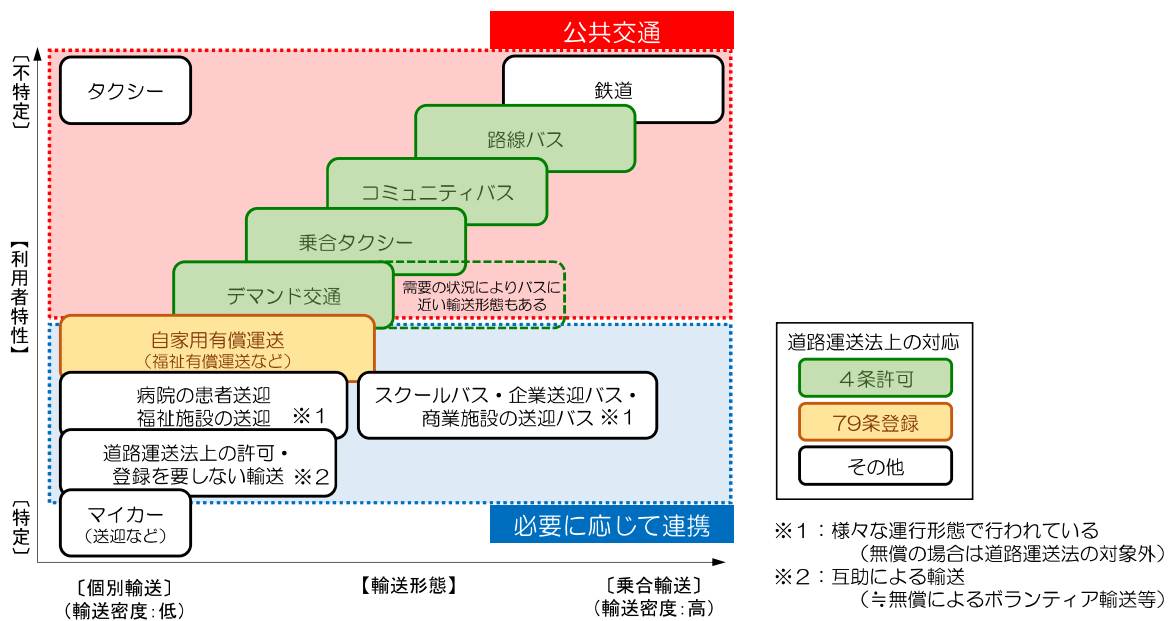 公共交通
〔不特定〕
タクシー
鉄道
路線バス
コミュニティバス
乗合タクシー
デマンド交通
需要の状況によりバスに
近い輸送形態もある
【利用者特性】
自家用有償運送
（福祉有償運送など）
病院の患者送迎
福祉施設の送迎 ※１
スクールバス・企業送迎バス・
商業施設の送迎バス ※１
道路運送法上の許可・
登録を要しない輸送 ※２
〔特定〕
マイカー
（送迎など）
必要に応じて連携
〔個別輸送〕
（輸送密度：低）
【輸送形態】
〔乗合輸送〕
（輸送密度：高）
道路運送法上の対応
４条許可
79条登録
その他
※１：様々な運行形態で行われている
（無償の場合は道路運送法の対象外）
※２：互助による輸送
（≒無償によるボランティア輸送等）